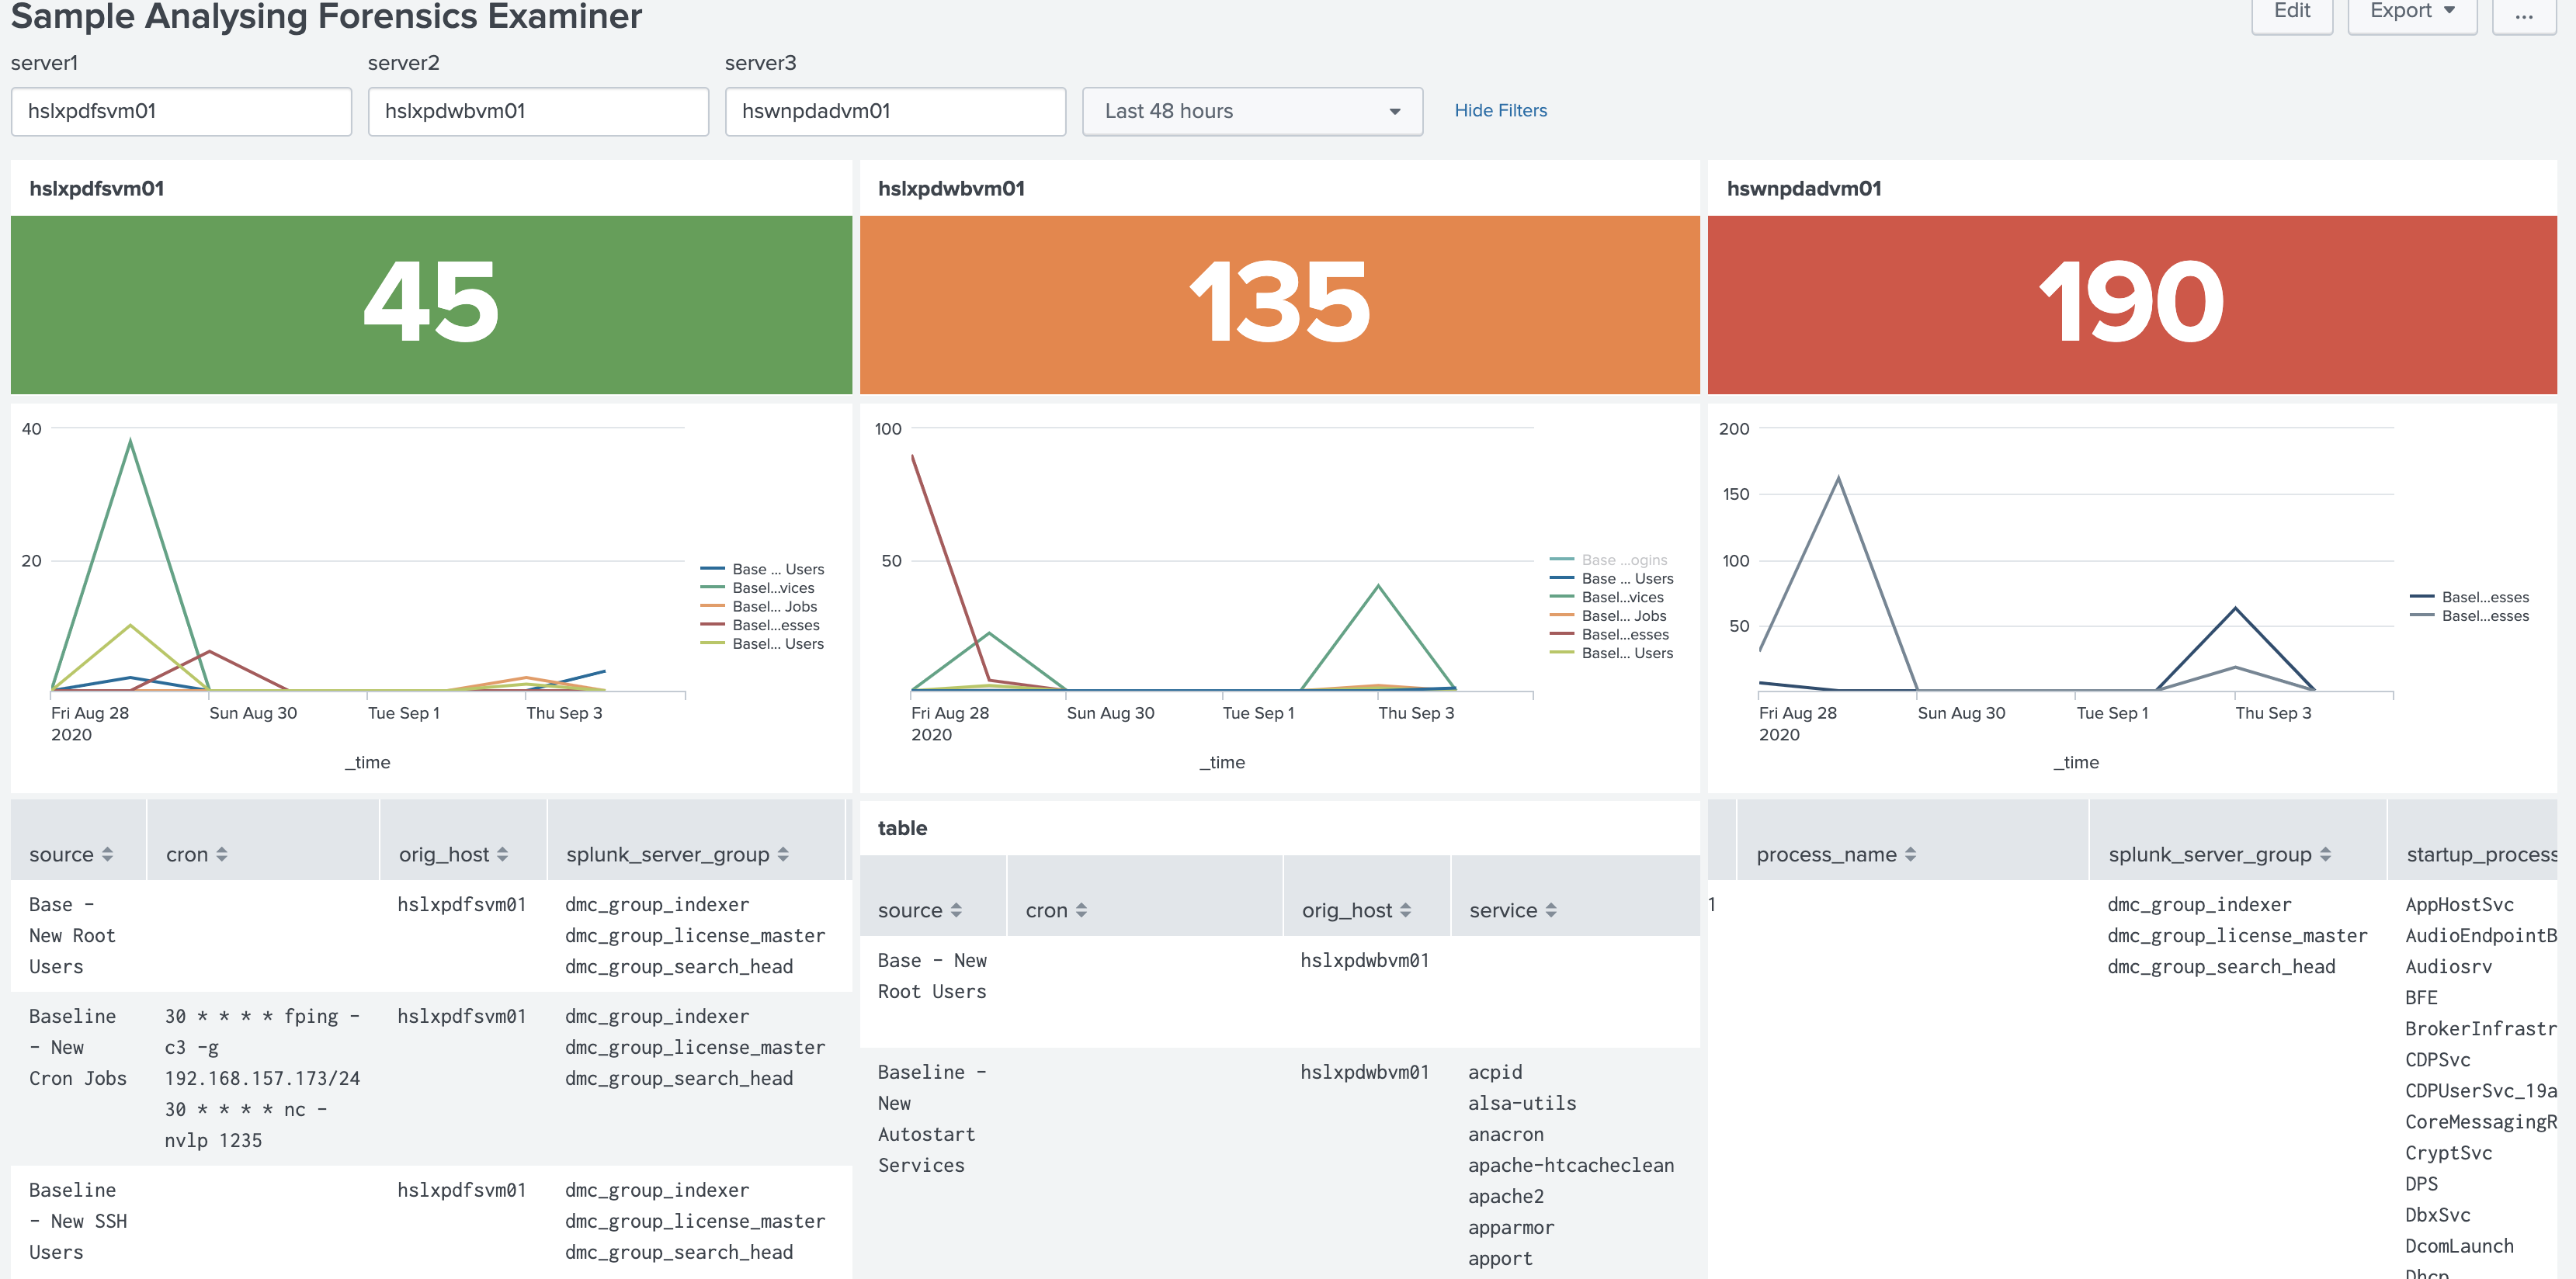 Sample Analysing Forensics Examiner
Edit
Export
...
server1
server2
server3
hslxpdfsvm01
hslxpdwbvm01
hswnpdadvm01
Last 48 hours
Hide Filters
hslxpdfsvm01
45
40
20
Fri Aug 28
2020
Sun Aug 30
Tue Sep 1
Thu Sep 3
_time
Base ... Users
Basel...vices
Basel... Jobs
Basel...esses
Basel... Users
source
cron
orig_host
splunk_server_group
Base -
New Root
Users
hslxpdfsvm01
dmc_group_indexer
dmc_group_license_master
dmc_group_search_head
Baseline
- New
Cron Jobs
30 * * * * fping -
c3 -g
192.168.157.173/24
30 * * * * nc -
nvlp 1235
hslxpdfsvm01
dmc_group_indexer
dmc_group_license_master
dmc_group_search_head
Baseline
- New SSH
Users
hslxpdfsvm01
dmc_group_indexer
dmc_group_license_master
dmc_group_search_head
hslxpdwbvm01
135
100
50
Fri Aug 28
2020
Sun Aug 30
Tue Sep 1
Thu Sep 3
_time
Base ...ogins
Base ... Users
Basel...vices
Basel... Jobs
Basel...esses
Basel... Users
table
source
cron
orig_host
service
Base - New
Root Users
hslxpdwbvm01
Baseline -
New
Autostart
Services
hslxpdwbvm01
acpid
alsa-utils
anacron
apache-htcacheclean
apache2
apparmor
apport
hswnpdadvm01
190
200
150
100
50
Fri Aug 28
2020
Sun Aug 30
Tue Sep 1
Thu Sep 3
_time
Basel...esses
Basel...esses
process_name
splunk_server_group
startup_process
1
dmc_group_indexer
dmc_group_license_master
dmc_group_search_head
AppHostSvc
AudioEndpointB
Audiosrv
BFE
BrokerInfrastr
CDPSvc
CDPUserSvc_19a
CoreMessagingR
CryptSvc
DPS
DbxSvc
DcomLaunch
Dhcp